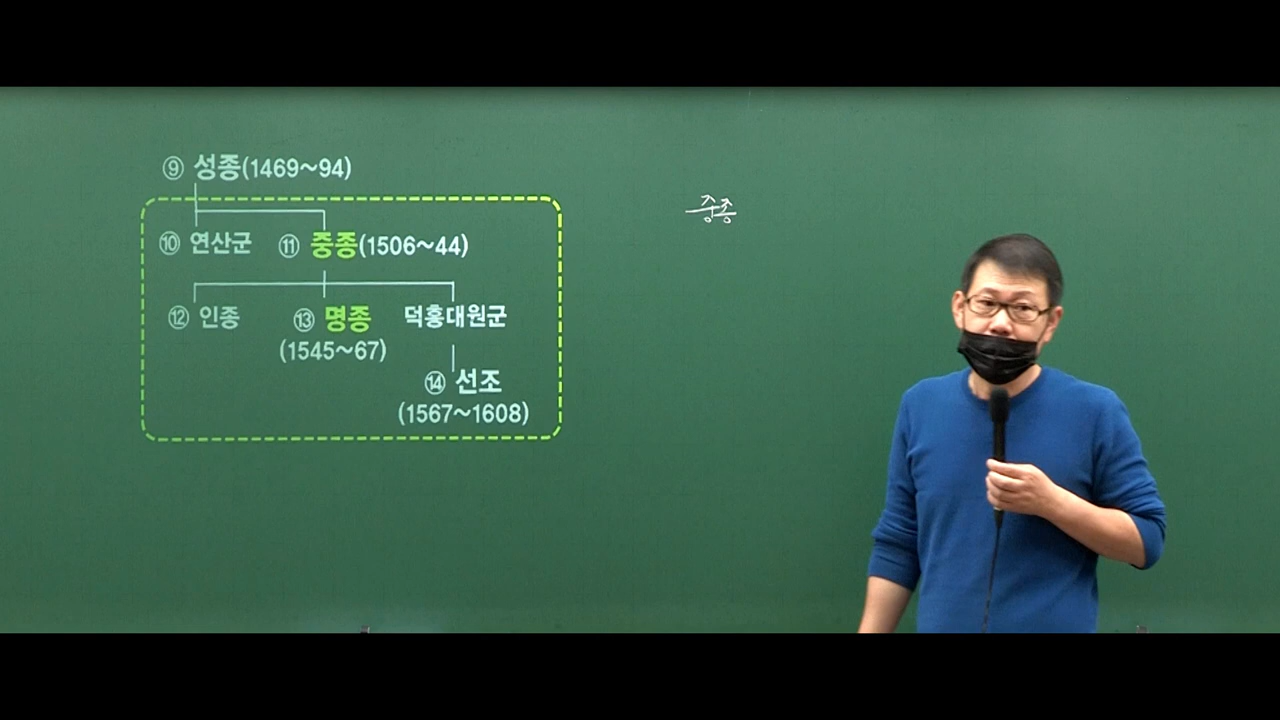 ⑨ 성종(1469~94)
중종
⑩ 연산군 ⑪ 중종(1506~44)
⑫ 인종 ⑬ 명종 덕흥대원군
(1545~67)
⑭ 선조
(1567~1608)